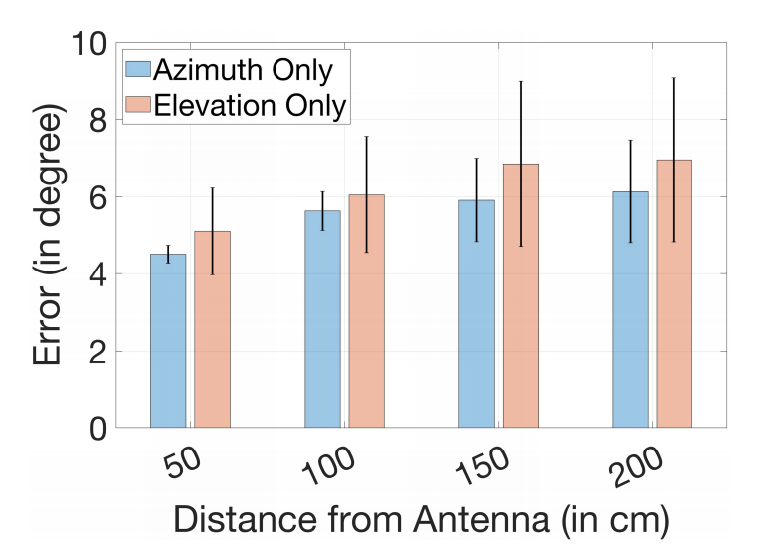 10
8
6
4
2
0
Error (in degree)
Azimuth Only
Elevation Only
50
100
150
200
Distance from Antenna (in cm)